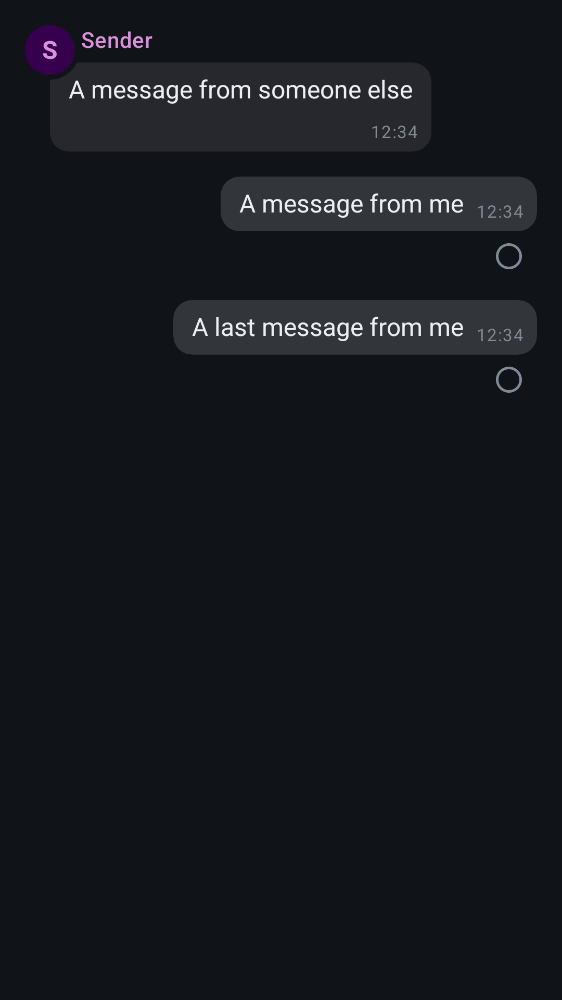 S
Sender
A message from someone else
12:34
A message from me 12:34
A last message from me 12:34